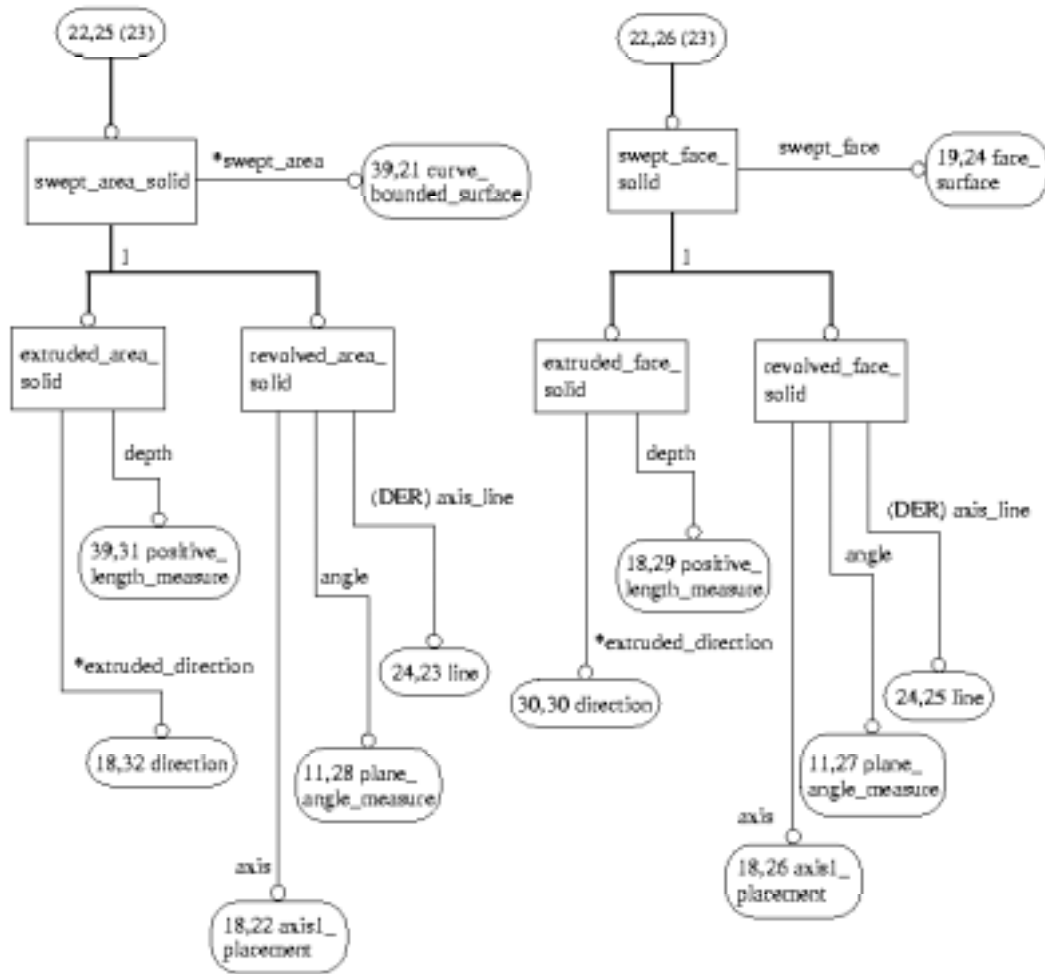 22,25 (23)
swept_area_solid
*swept_area
39,21 curve_
bounded_surface
1
extruded_area_
solid
revolved_area_
solid
depth
39,31 positive_
length_measure
(DER) axis_line
angle
*extruded_direction
24,23 line
18,32 direction
11,28 plane_
angle_measure
axis
18,22 axis1_
placement
22,26 (23)
swept_face_
solid
swept_face
19,24 face_
surface
1
extruded_face_
solid
revolved_face_
solid
depth
18,29 positive_
length_measure
(DER) axis_line
angle
*extruded_direction
30,30 direction
24,25 line
11,27 plane_
angle_measure
axis
18,26 axis1_
placement